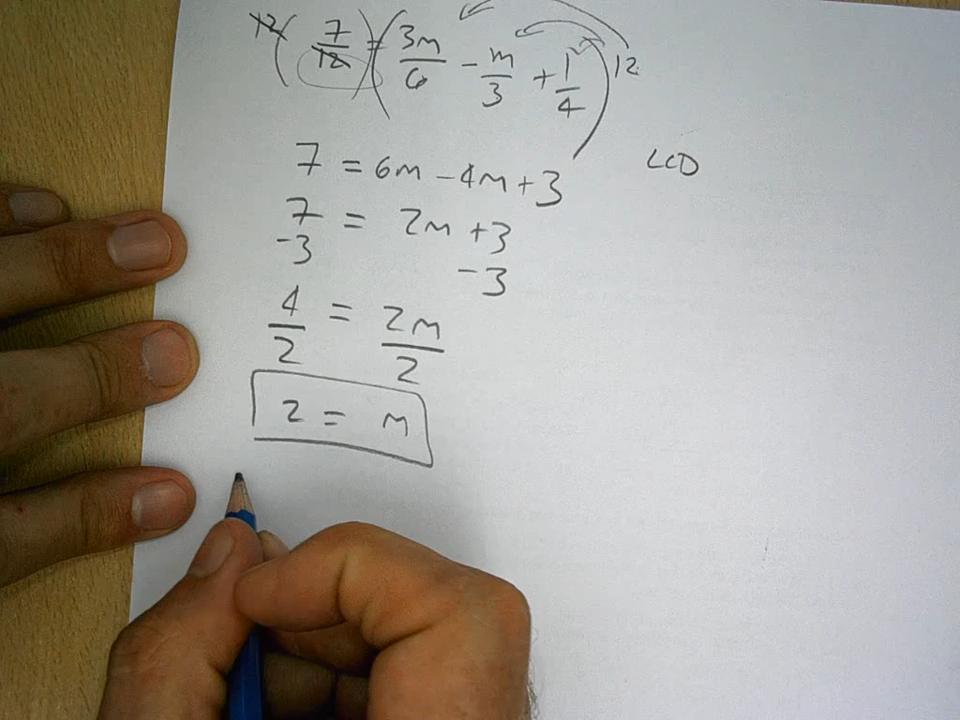 12( 7/12 )=( 3m/6 - m/3 + 1/4 )12
7 = 6m - 4m + 3
LCD
7 = 2m + 3
-3 -3
4/2 = 2m/2
2 = m